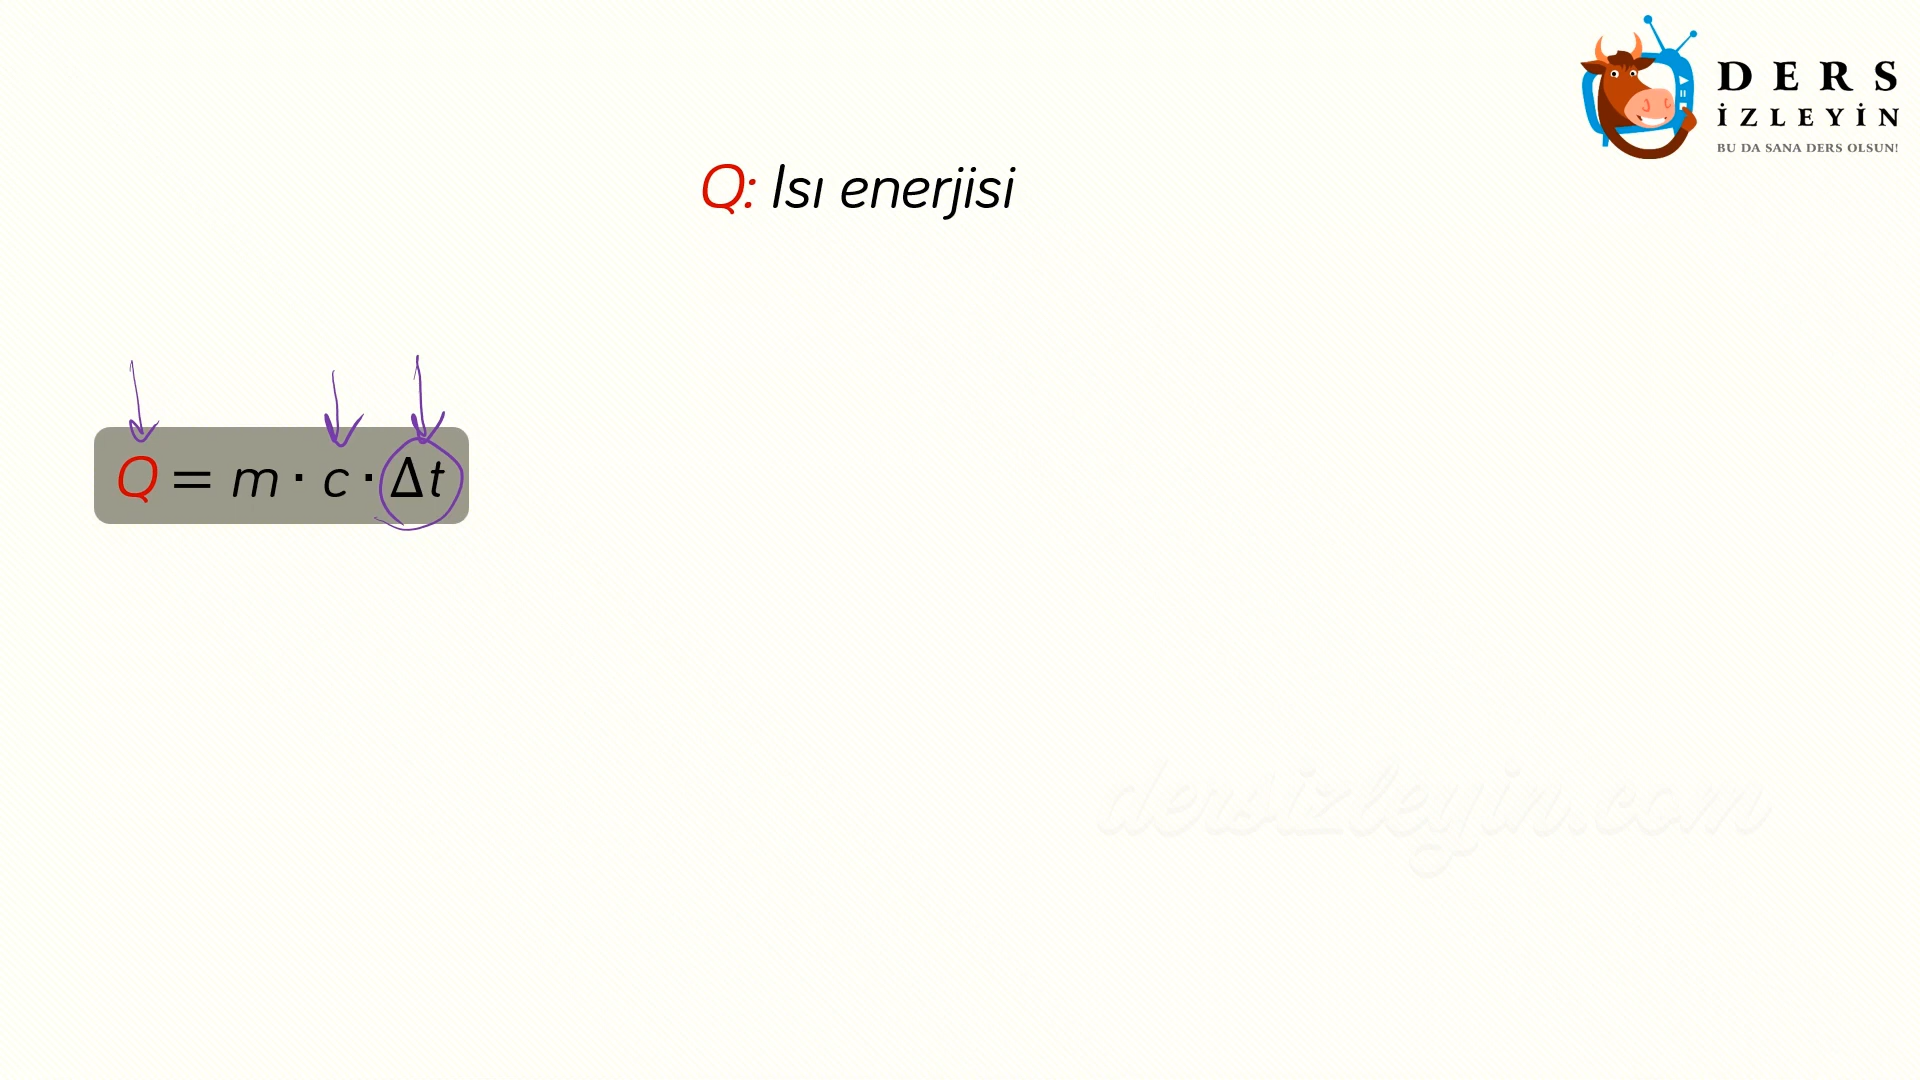 DERS
İZLEYİN
BU DA SANA DERS OLSUN!
Q: Isı enerjisi
Q = m · c · Δt
dersizleyin.com